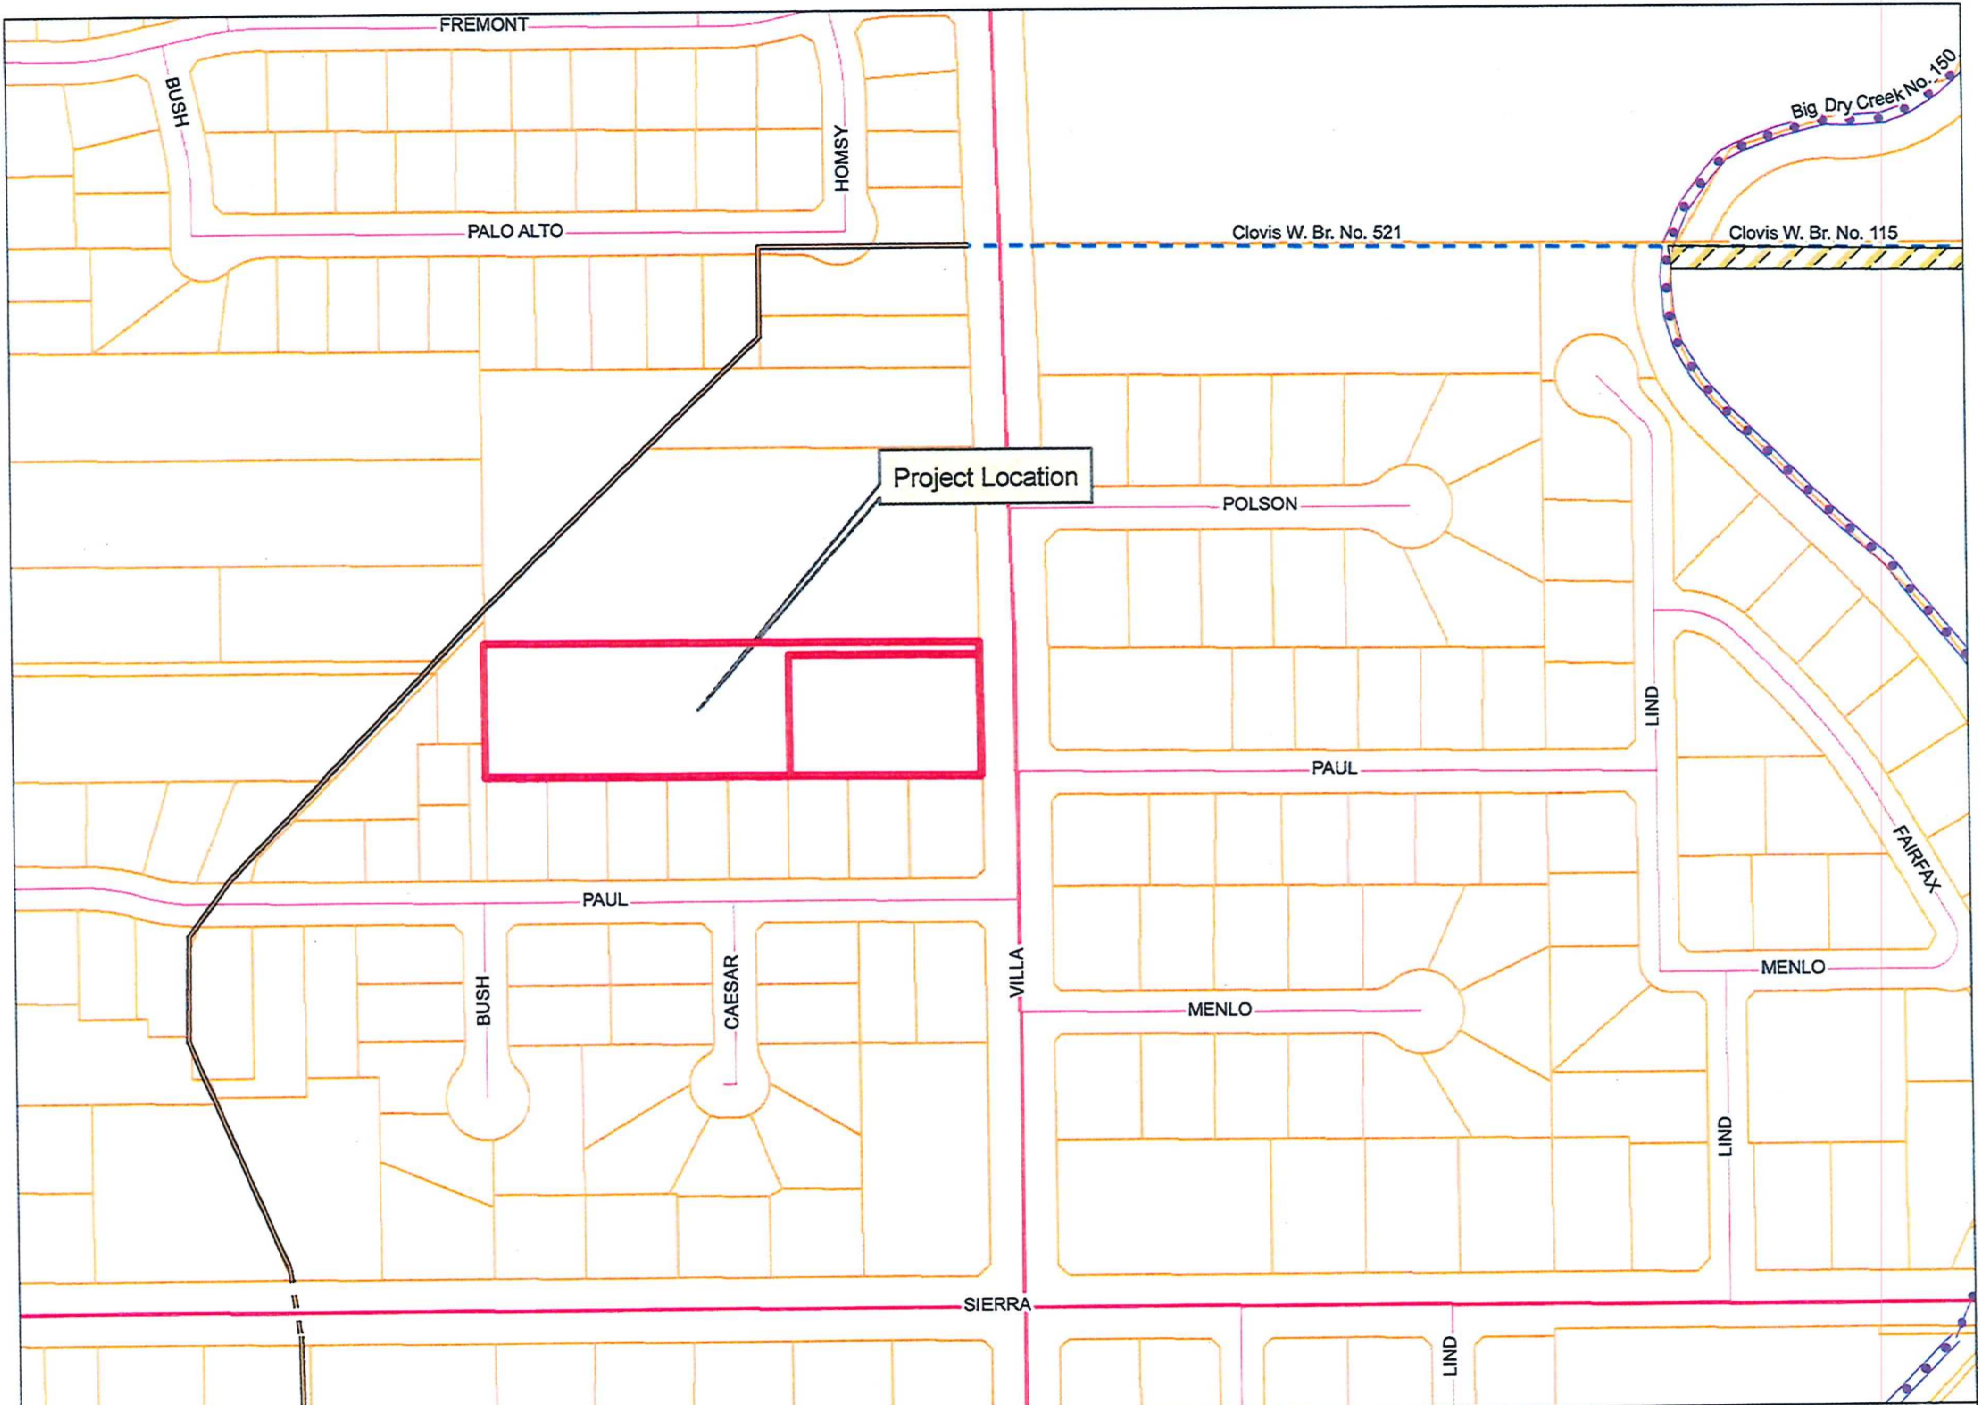 FREMONT
BUSH
Big Dry Creek No. 150
HOMSY
PALO ALTO
Clovis W. Br. No. 521
Clovis W. Br. No. 115
Project Location
POLSON
LIND
PAUL
FAIRFAX
PAUL
VILLA
MENLO
BUSH
CAESAR
MENLO
LIND
SIERRA
LIND